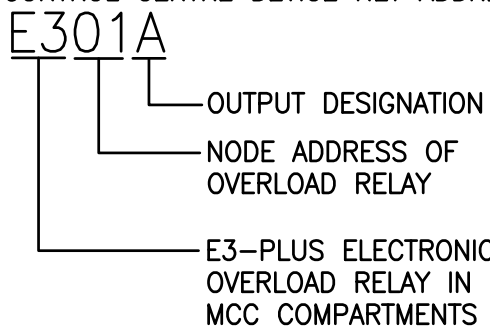 E301A
OUTPUT DESIGNATION
NODE ADDRESS OF
OVERLOAD RELAY
E3-PLUS ELECTRONIC
OVERLOAD RELAY IN
MCC COMPARTMENTS